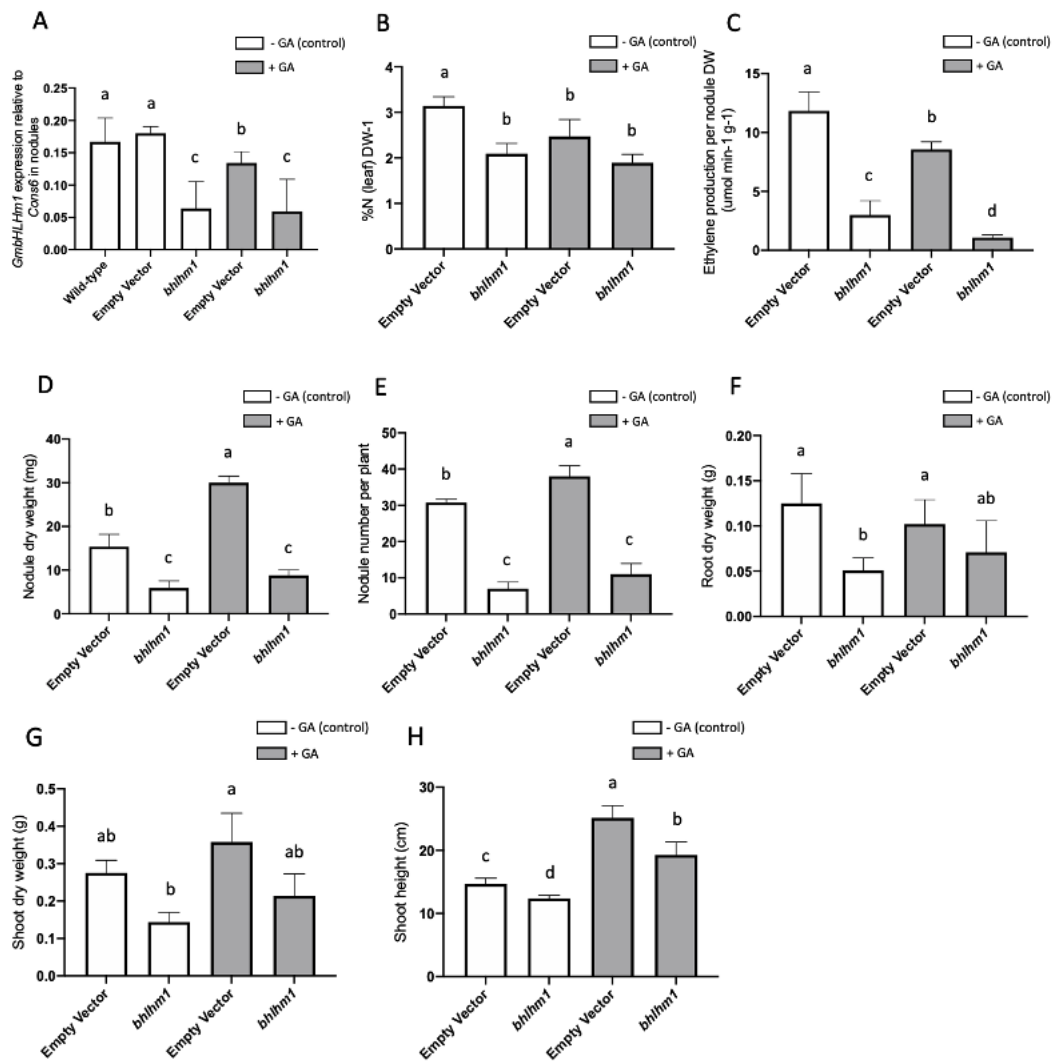 A
- GA (control)
+ GA
GmbHLHm1 expression relative to
Cons6 in nodules
0.25
0.20
0.15
0.10
0.05
0.00
a
a
c
b
c
Wild-type
Empty Vector
bhlhm1
Empty Vector
bhlhm1
B
- GA (control)
+ GA
%N (leaf) DW-1
4
3
2
1
0
a
b
b
b
Empty Vector
bhlhm1
Empty Vector
bhlhm1
C
- GA (control)
+ GA
Ethylene production per nodule DW
(umol min-1 g-1)
15
10
5
0
a
c
b
d
Empty Vector
bhlhm1
Empty Vector
bhlhm1
D
- GA (control)
+ GA
Nodule dry weight (mg)
40
30
20
10
0
b
c
a
c
Empty Vector
bhlhm1
Empty Vector
bhlhm1
E
- GA (control)
+ GA
Nodule number per plant
50
40
30
20
10
0
b
c
a
c
Empty Vector
bhlhm1
Empty Vector
bhlhm1
F
- GA (control)
+ GA
Root dry weight (g)
0.20
0.15
0.10
0.05
0.00
a
b
a
ab
Empty Vector
bhlhm1
Empty Vector
bhlhm1
G
- GA (control)
+ GA
Shoot dry weight (g)
0.5
0.4
0.3
0.2
0.1
0.0
ab
b
a
ab
Empty Vector
bhlhm1
Empty Vector
bhlhm1
H
- GA (control)
+ GA
Shoot height (cm)
30
20
10
0
c
d
a
b
Empty Vector
bhlhm1
Empty Vector
bhlhm1